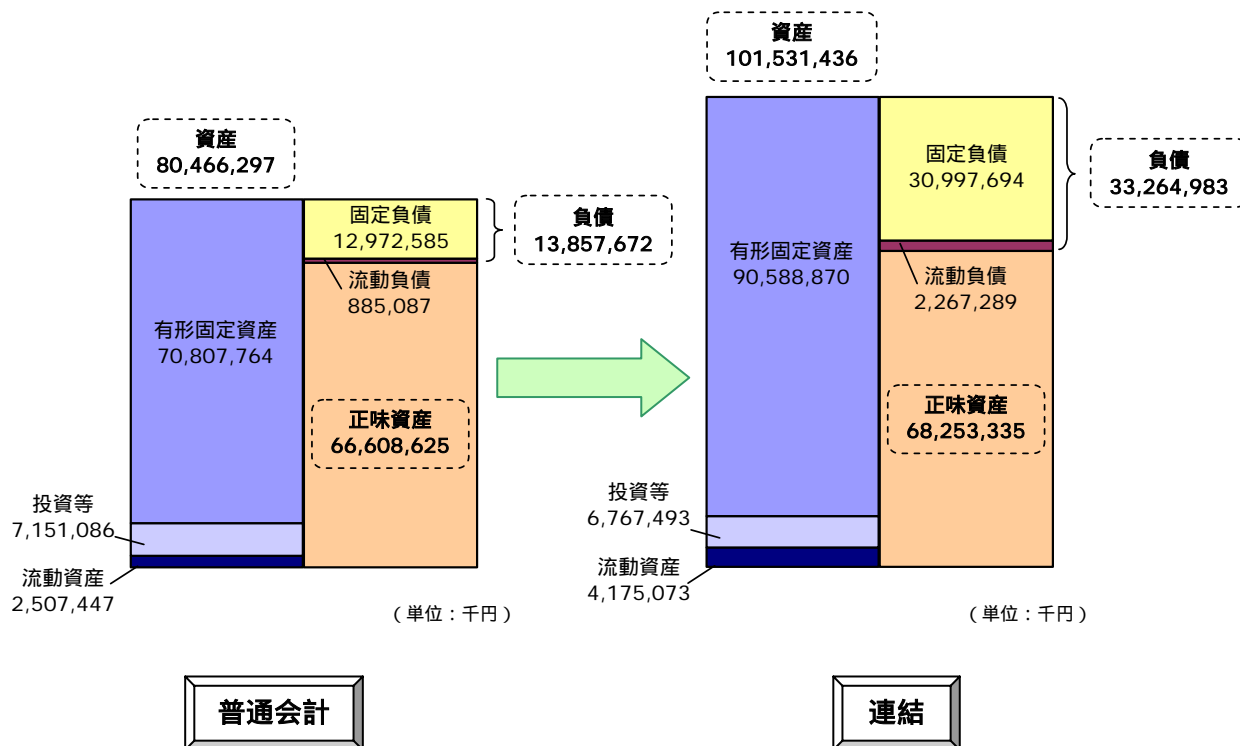 資産
80,466,297
固定負債
12,972,585
負債
13,857,672
流動負債
885,087
有形固定資産
70,807,764
正味資産
66,608,625
投資等
7,151,086
流動資産
2,507,447
（単位：千円）
普通会計
資産
101,531,436
固定負債
30,997,694
負債
33,264,983
有形固定資産
90,588,870
流動負債
2,267,289
正味資産
68,253,335
投資等
6,767,493
流動資産
4,175,073
（単位：千円）
連結